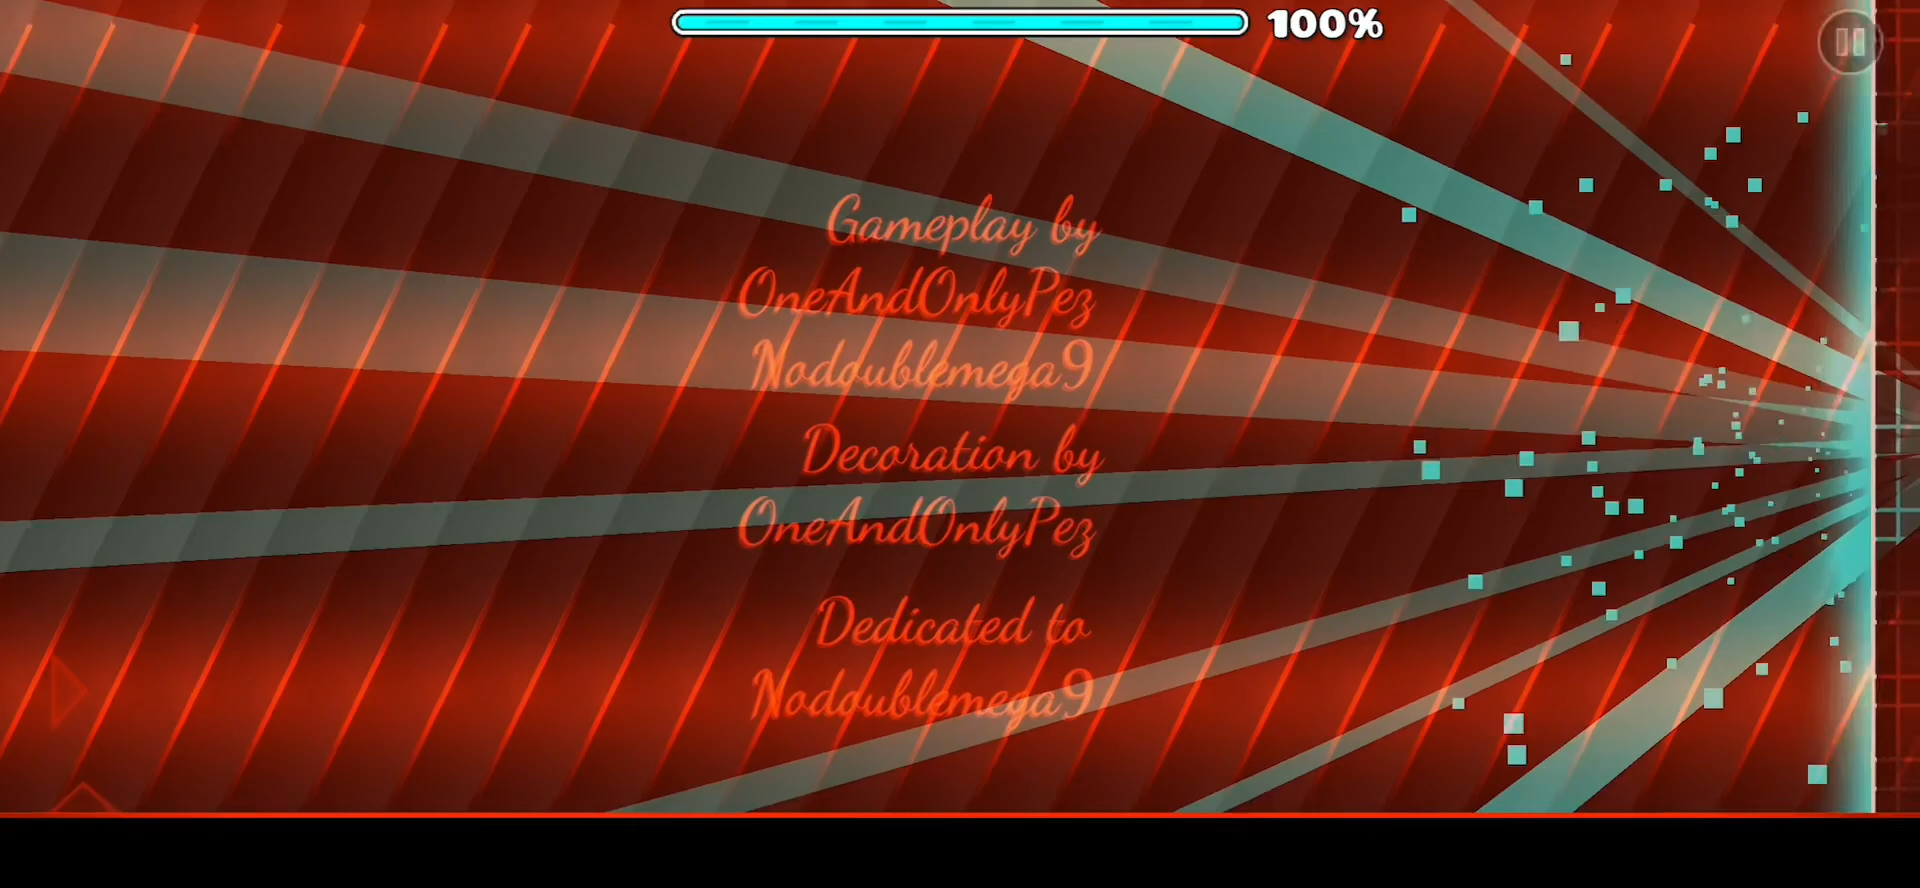 100%
Gameplay by
OneAndOnlyPez
Nodoublemega9
Decoration by
OneAndOnlyPez
Dedicated to
Nodoublemega9